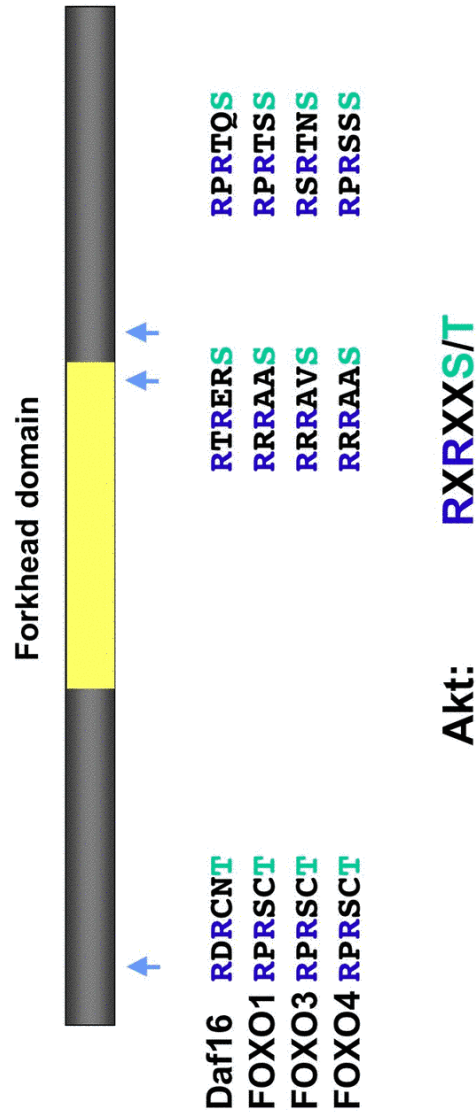 Forkhead domain
Daf16 RDRCNT RTRERS RPRTQS
FOXO1 RPRSCT RRRAAS RPRTSS
FOXO3 RPRSCT RRRAVS RSRTNS
FOXO4 RPRSCT RRRAAS RPRSSS
Akt: RXRXXS/T